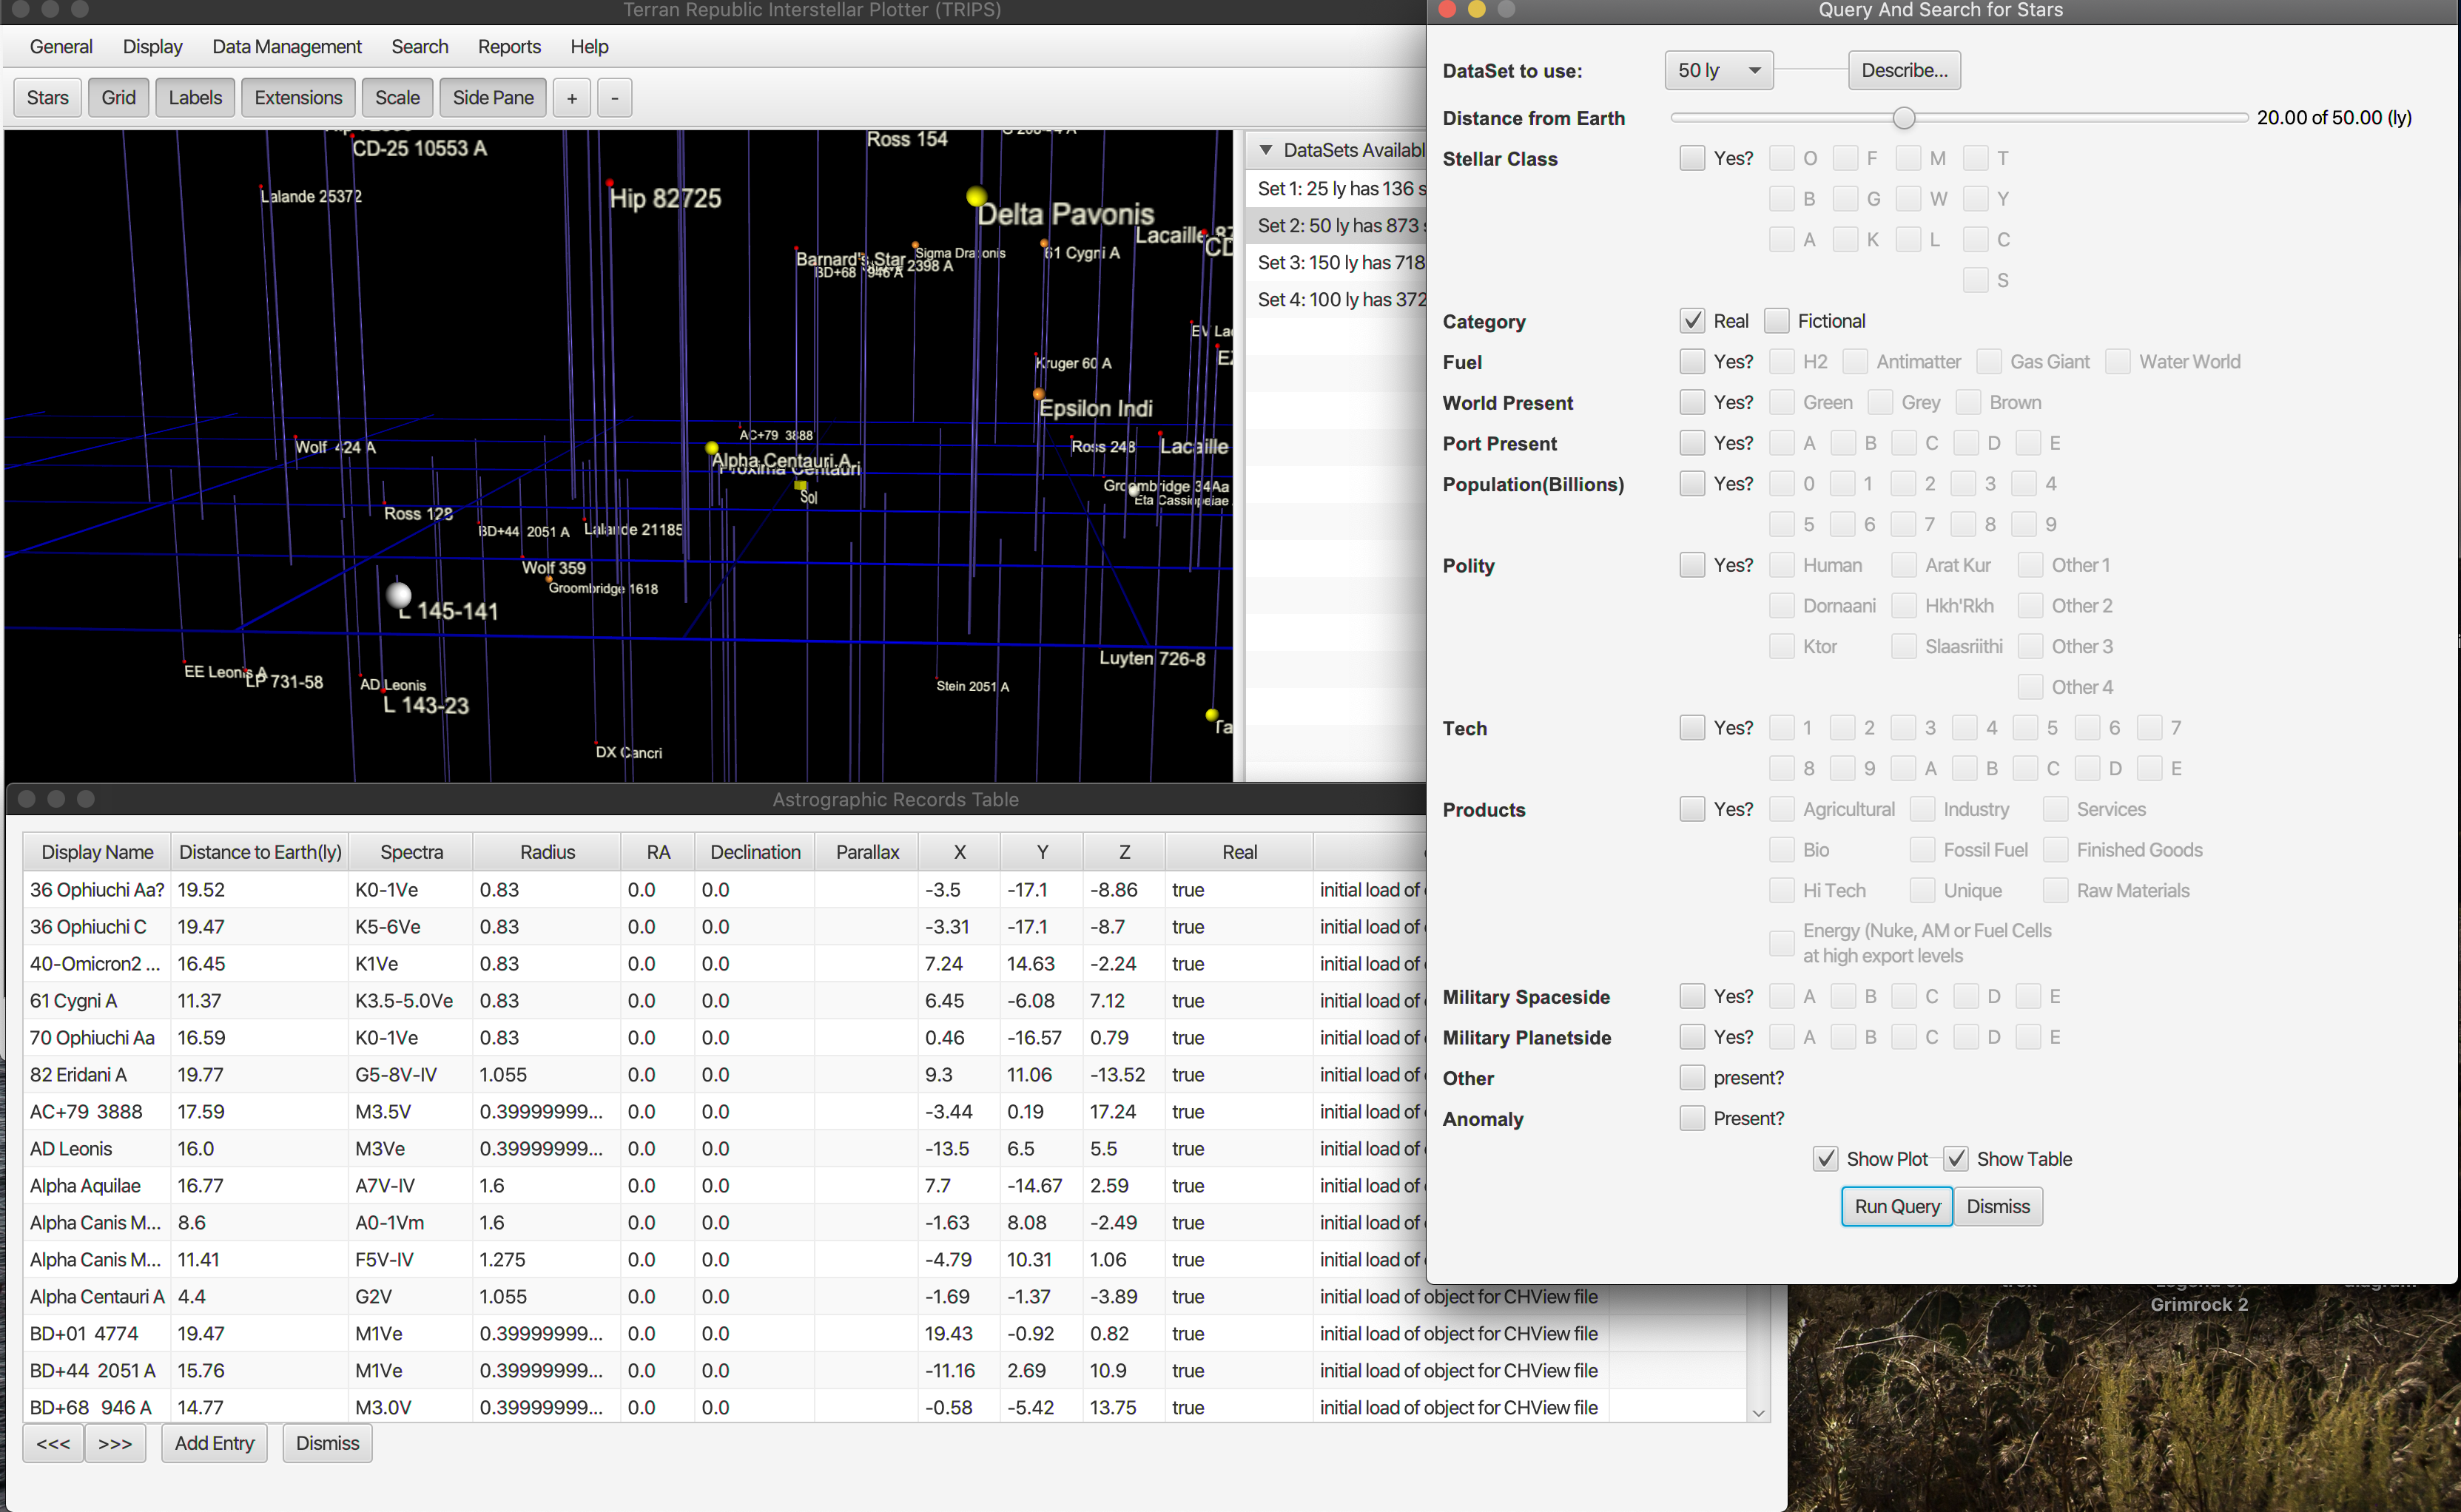 Terran Republic Interstellar Plotter (TRIPS)
General Display Data Management Search Reports Help
Stars Grid Labels Extensions Scale Side Pane + -
CD-25 10553 A
Ross 154
Lalande 25372
Hip 82725
Delta Pavonis
Lacaille 87
CD
Barnard's Star
Sigma Draconis
61 Cygni A
BD+68 946 A
2398 A
EV Lac
Kruger 60 A
Epsilon Indi
AC+79 3888
Wolf 424 A
Alpha Centauri A
Proxima Centauri
Ross 248
Lacaille
Sol
Groombridge 34Aa
Eta Cassiopeiae
Ross 128
BD+44 2051 A
Lalande 21185
Wolf 359
Groombridge 1618
L 145-141
EE Leonis A
LP 731-58
AD Leonis
L 143-23
Stein 2051 A
Luyten 726-8
Ta
DX Cancri
DataSets Availabl
Set 1: 25 ly has 136 s
Set 2: 50 ly has 873 s
Set 3: 150 ly has 718
Set 4: 100 ly has 372
Astrographic Records Table
Display Name Distance to Earth(ly) Spectra Radius RA Declination Parallax X Y Z Real
36 Ophiuchi Aa? 19.52 K0-1Ve 0.83 0.0 0.0 -3.5 -17.1 -8.86 true initial load of
36 Ophiuchi C 19.47 K5-6Ve 0.83 0.0 0.0 -3.31 -17.1 -8.7 true initial load of
40-Omicron2 ... 16.45 K1Ve 0.83 0.0 0.0 7.24 14.63 -2.24 true initial load of
61 Cygni A 11.37 K3.5-5.0Ve 0.83 0.0 0.0 6.45 -6.08 7.12 true initial load of
70 Ophiuchi Aa 16.59 K0-1Ve 0.83 0.0 0.0 0.46 -16.57 0.79 true initial load of
82 Eridani A 19.77 G5-8V-IV 1.055 0.0 0.0 9.3 11.06 -13.52 true initial load of
AC+79 3888 17.59 M3.5V 0.39999999... 0.0 0.0 -3.44 0.19 17.24 true initial load of
AD Leonis 16.0 M3Ve 0.39999999... 0.0 0.0 -13.5 6.5 5.5 true initial load of
Alpha Aquilae 16.77 A7V-IV 1.6 0.0 0.0 7.7 -14.67 2.59 true initial load of
Alpha Canis M... 8.6 A0-1Vm 1.6 0.0 0.0 -1.63 8.08 -2.49 true initial load of
Alpha Canis M... 11.41 F5V-IV 1.275 0.0 0.0 -4.79 10.31 1.06 true initial load of
Alpha Centauri A 4.4 G2V 1.055 0.0 0.0 -1.69 -1.37 -3.89 true initial load of object for CHView file
BD+01 4774 19.47 M1Ve 0.39999999... 0.0 0.0 19.43 -0.92 0.82 true initial load of object for CHView file
BD+44 2051 A 15.76 M1Ve 0.39999999... 0.0 0.0 -11.16 2.69 10.9 true initial load of object for CHView file
BD+68 946 A 14.77 M3.0V 0.39999999... 0.0 0.0 -0.58 -5.42 13.75 true initial load of object for CHView file
<<< >>> Add Entry Dismiss
Query And Search for Stars
DataSet to use: 50 ly Describe...
Distance from Earth 20.00 of 50.00 (ly)
Stellar Class Yes? O F M T
B G W Y
A K L C
S
Category Real Fictional
Fuel Yes? H2 Antimatter Gas Giant Water World
World Present Yes? Green Grey Brown
Port Present Yes? A B C D E
Population(Billions) Yes? 0 1 2 3 4
5 6 7 8 9
Polity Yes? Human Arat Kur Other 1
Dornaani Hkh'Rkh Other 2
Ktor Slaasriithi Other 3
Other 4
Tech Yes? 1 2 3 4 5 6 7
8 9 A B C D E
Products Yes? Agricultural Industry Services
Bio Fossil Fuel Finished Goods
Hi Tech Unique Raw Materials
Energy (Nuke, AM or Fuel Cells
at high export levels
Military Spaceside Yes? A B C D E
Military Planetside Yes? A B C D E
Other present?
Anomaly Present?
Show Plot Show Table
Run Query Dismiss
Grimrock 2